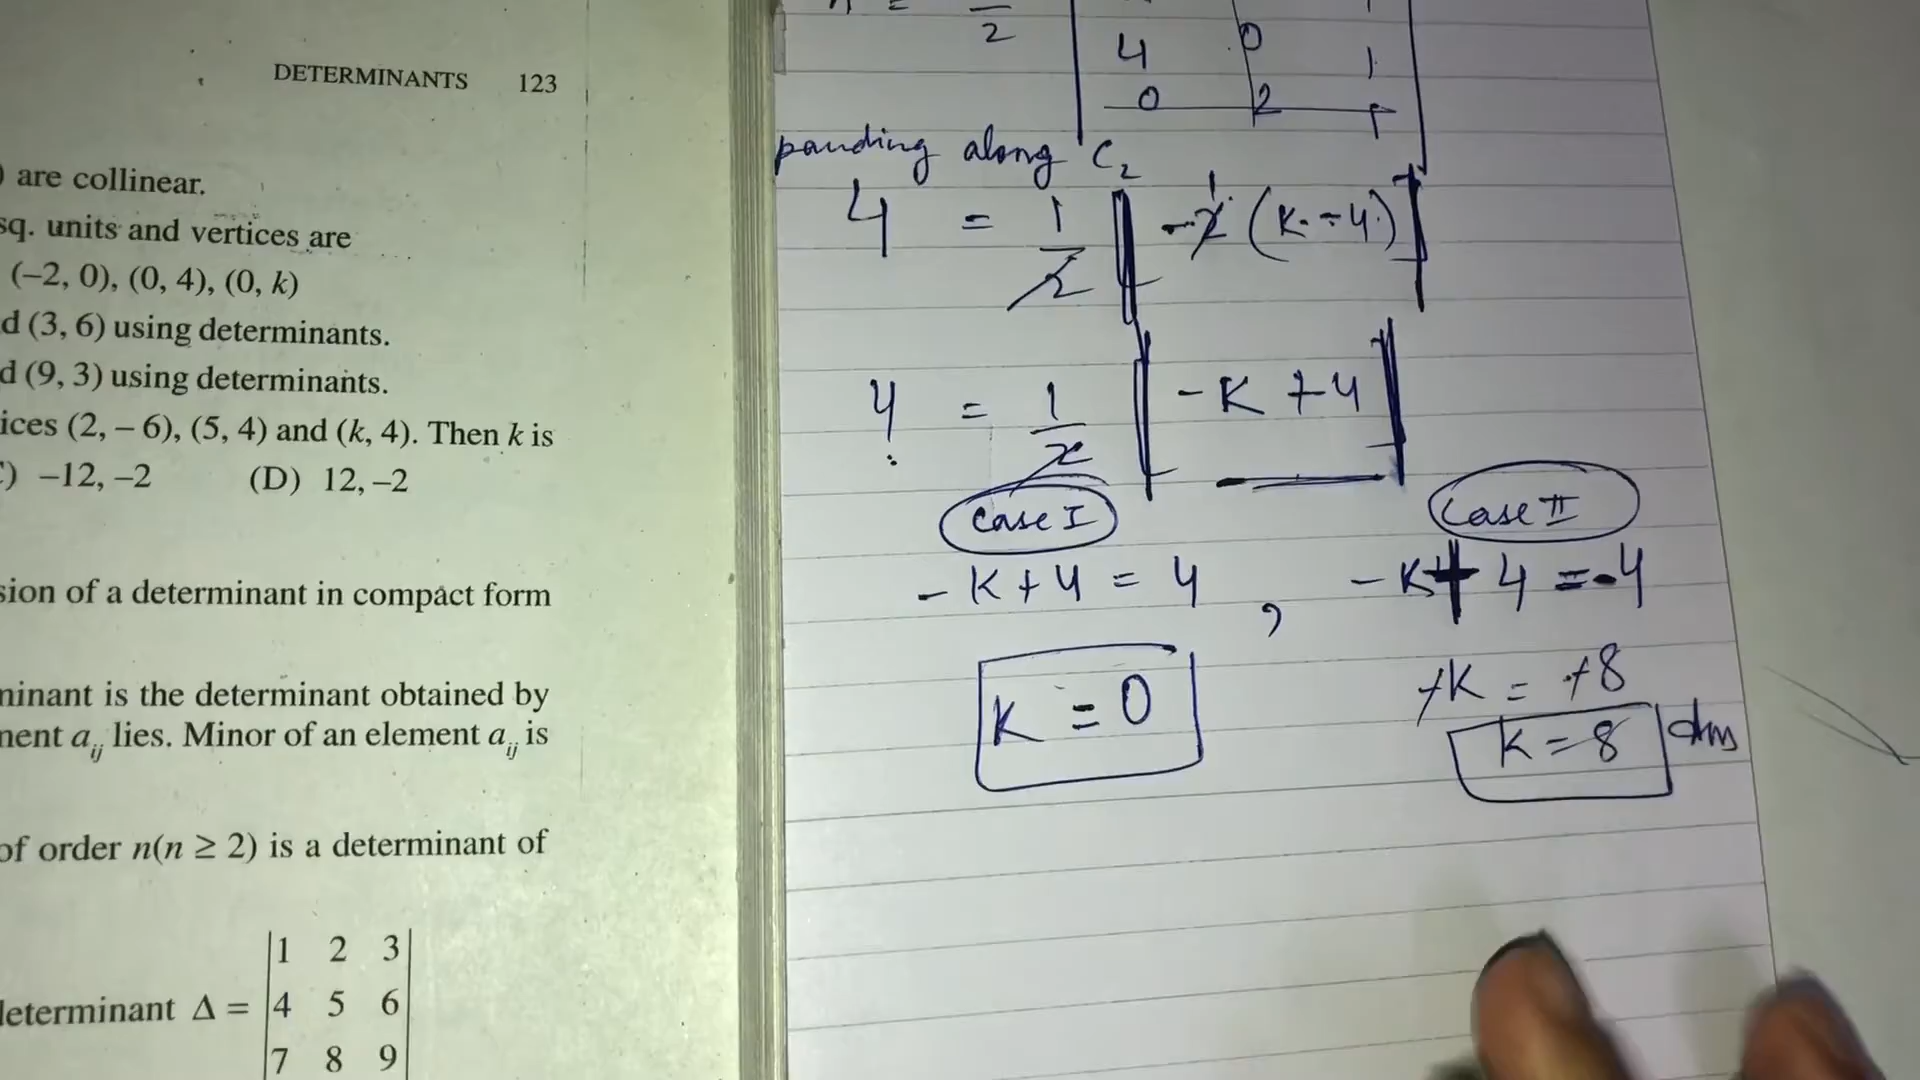 DETERMINANTS 123
) are collinear.
sq. units and vertices are
(–2, 0), (0, 4), (0, k)
d (3, 6) using determinants.
d (9, 3) using determinants.
ices (2, – 6), (5, 4) and (k, 4). Then k is
) –12, –2 (D) 12, –2
sion of a determinant in compact form
ninant is the determinant obtained by
nent aij lies. Minor of an element aij is
of order n(n ≥ 2) is a determinant of
1 2 3
determinant Δ = 4 5 6
7 8 9
2
4 0 1
0 2 1
panding along C2
4 = 1/2 | -2 (K - 4) |
4 = 1/2 | -K + 4 |
Case I Case II
- K + 4 = 4 , - K + 4 = -4
K = 0
+K = +8
K = 8 Ans